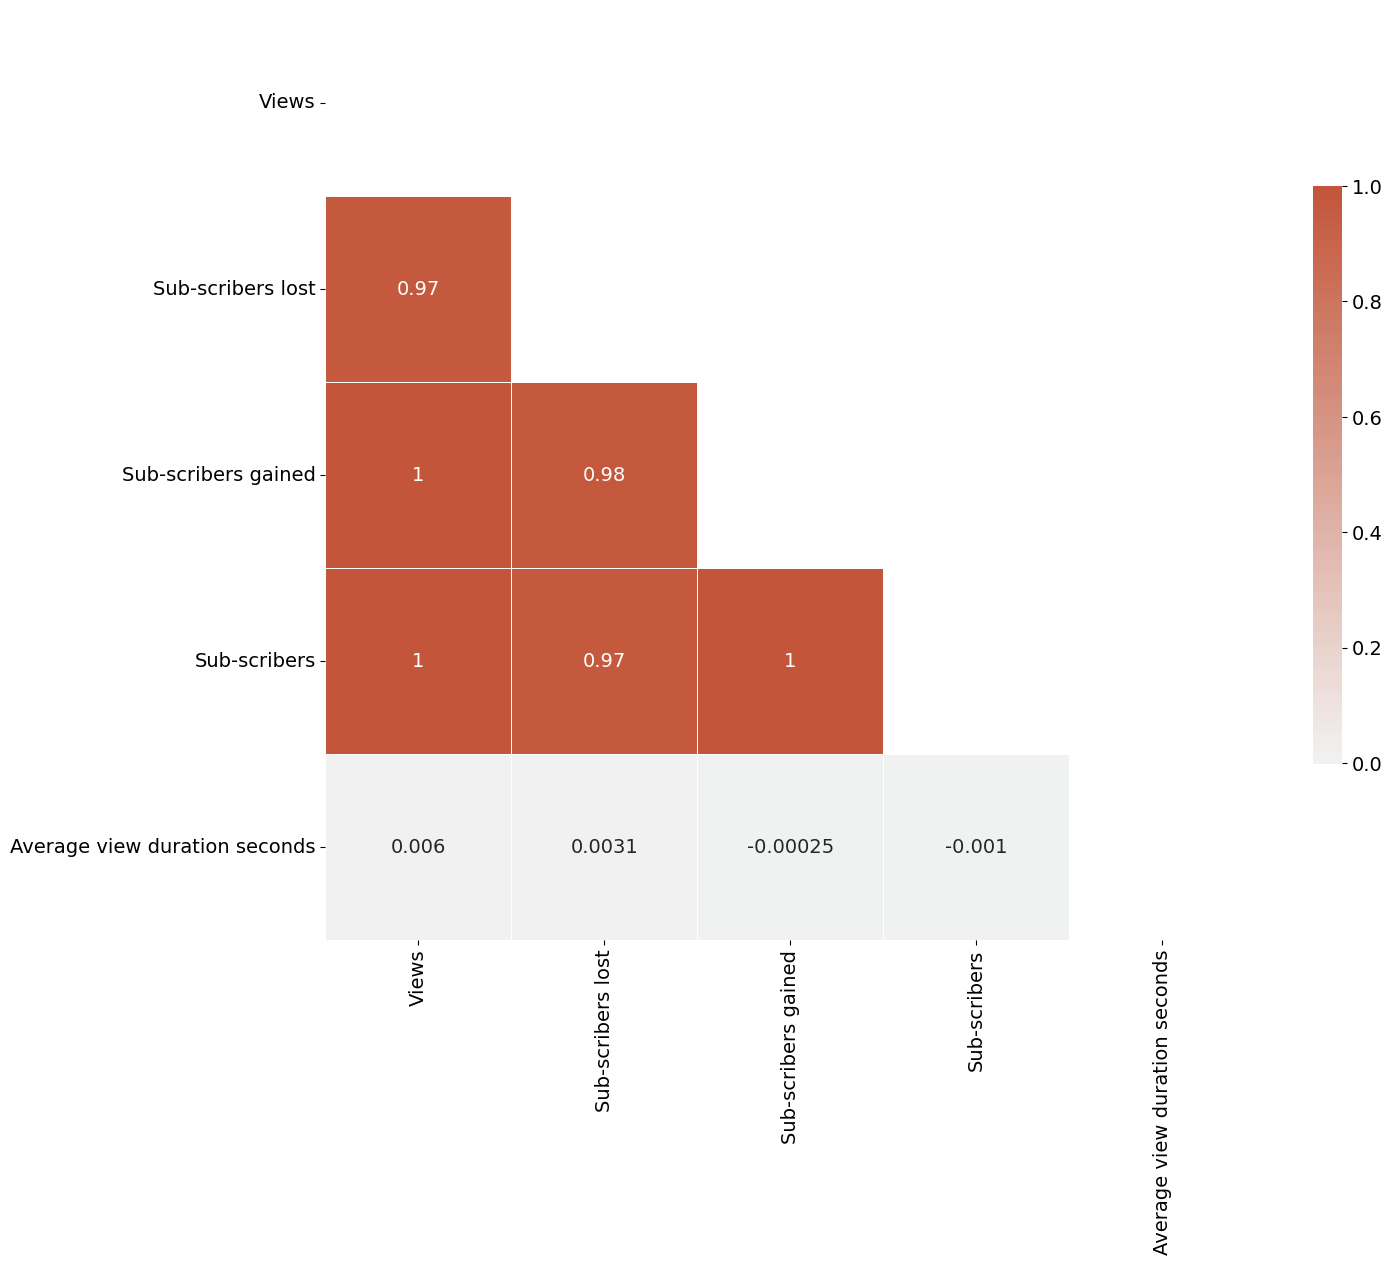 Views
1.0
Sub-scribers lost
0.97
0.8
Sub-scribers gained
1
0.98
0.6
0.4
Sub-scribers
1
0.97
1
0.2
0.0
Average view duration seconds
0.006
0.0031
-0.00025
-0.001
Views
Sub-scribers lost
Sub-scribers gained
Sub-scribers
Average view duration seconds